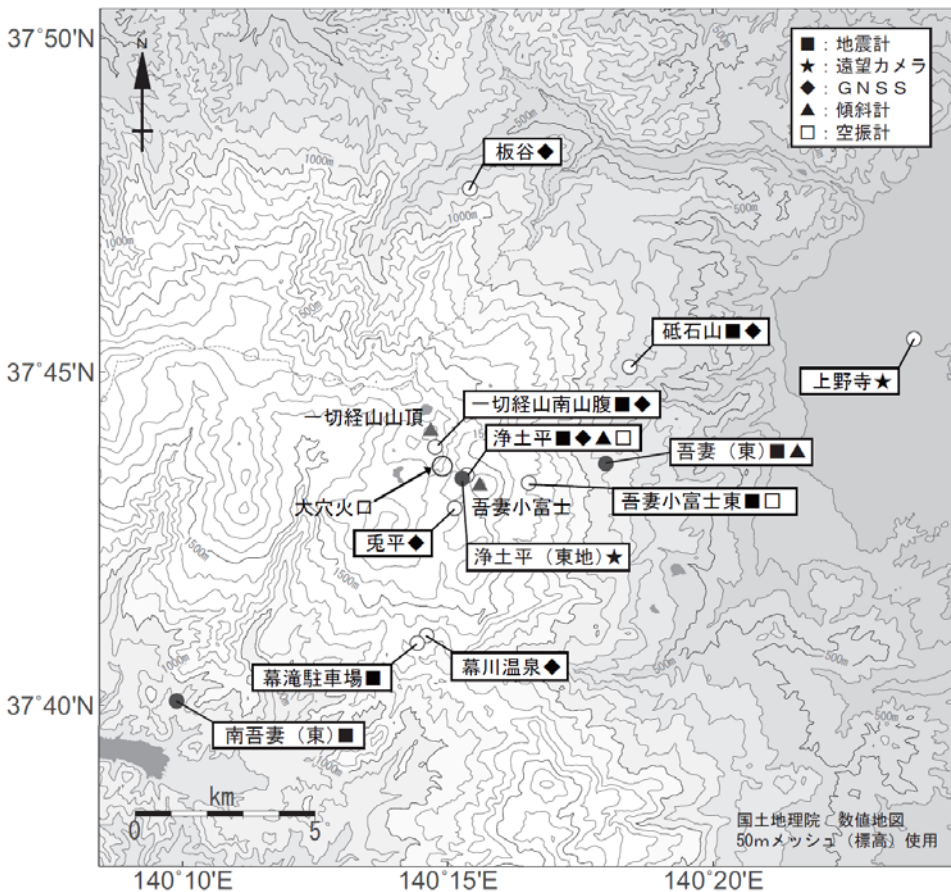 37°50′N
N
■：地震計
★：遠望カメラ
◆：ＧＮＳＳ
▲：傾斜計
□：空振計
500m
板谷◆
1000m
1000m
500m
500m
1000m
500m
砥石山■◆
37°45′N
上野寺★
一切経山南山腹■◆
一切経山山頂
浄土平■◆▲□
吾妻（東）■▲
大穴火口
吾妻小富士
吾妻小富士東■□
兎平◆
浄土平（東地）★
1500m
1500m
500m
1000m
幕滝駐車場■
幕川温泉◆
37°40′N
南吾妻（東）■
500m
1000m
km
0
5
国土地理院 数値地図
50mメッシュ（標高）使用
140°10′E
140°15′E
140°20′E